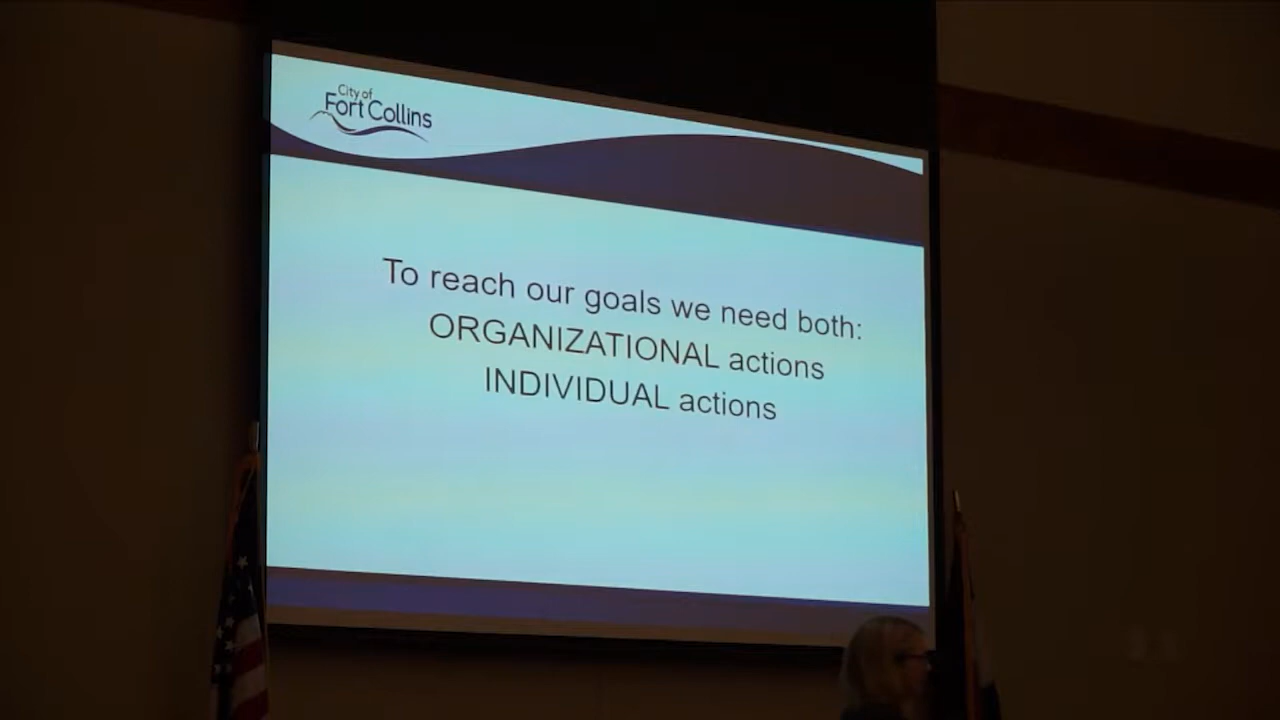 City of
Fort Collins
To reach our goals we need both:
ORGANIZATIONAL actions
INDIVIDUAL actions